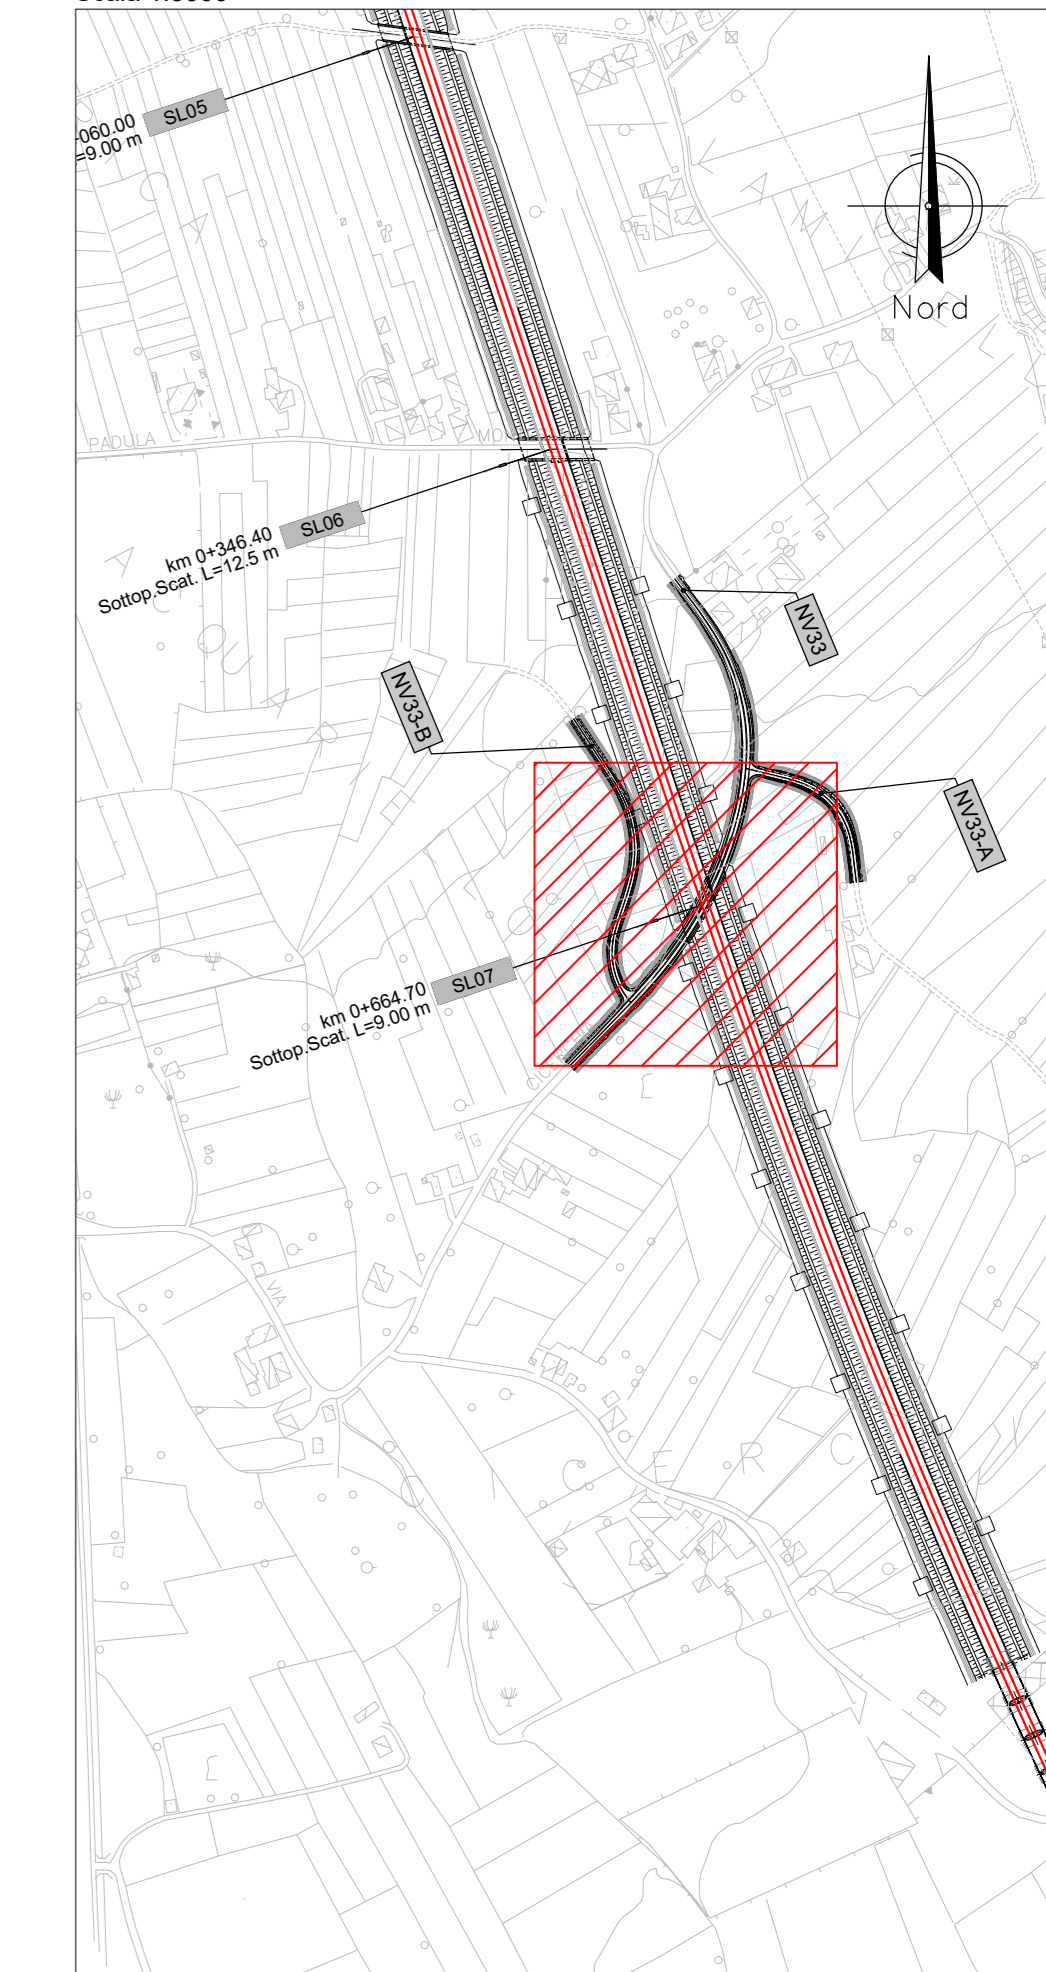 SL05
-060.00
=9.00 m
Nord
PADULA
SL06
km 0+346.40
Sottop.Scat. L=12.5 m
NV33
NV33-B
NV33-A
SL07
km 0+664.70
Sottop.Scat. L=9.00 m
VIA